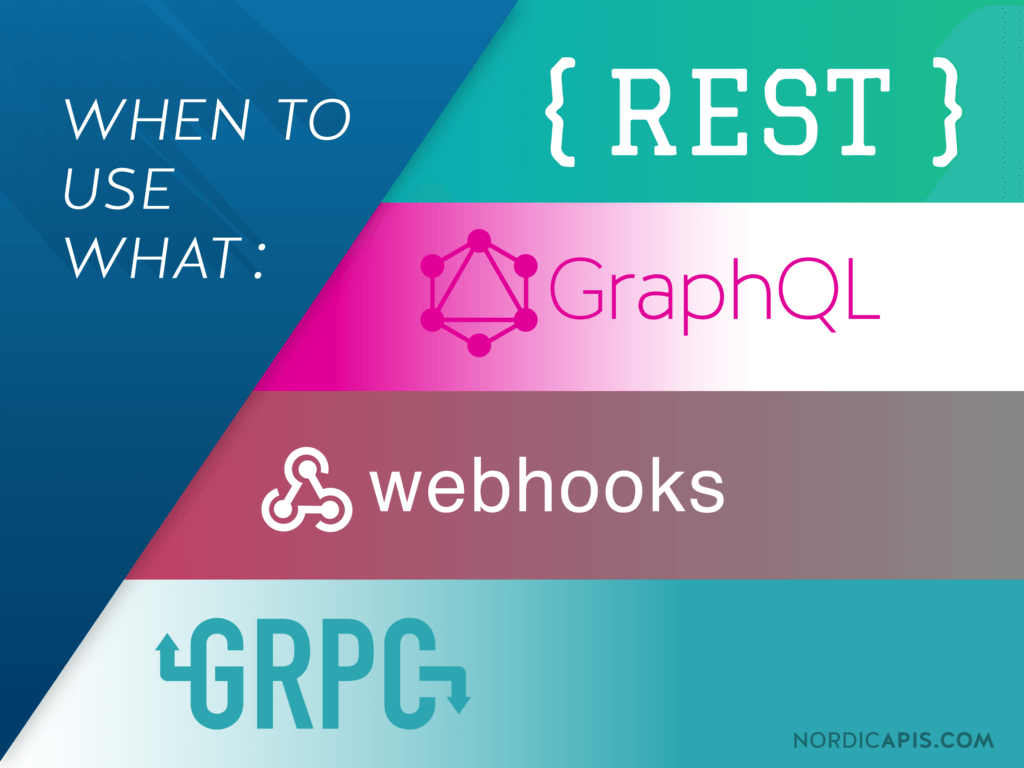 WHEN TO
USE
WHAT:
{ REST }
GraphQL
webhooks
GRPC
NORDICAPIS.COM